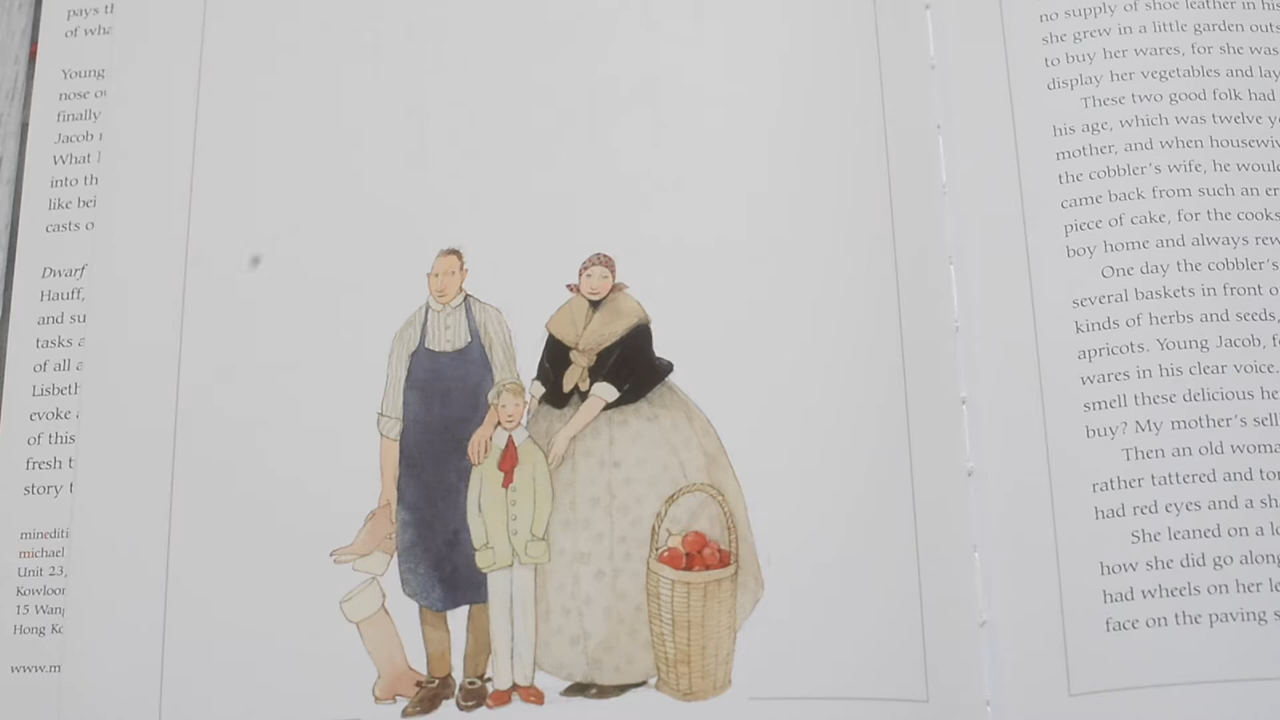 pays
of
Young
nose
finally
Jacob
What
into th
like bei
casts o
Dwarf
Hauff,
and su
tasks
of all
Lisbeth
evoke
of this
fresh t
story t
minediti
michael
Unit 23,
Kowloon
15 Wan
Hong K
www.m
no supply of shoe leather in his
she grew in a little garden outs
to buy her wares, for she was
display her vegetables and lay
These two good folk had
his age, which was twelve y
mother, and when housewiv
the cobbler's wife, he would
came back from such an er
piece of cake, for the cooks
boy home and always rew
One day the cobbler's
several baskets in front o
kinds of herbs and seeds,
apricots. Young Jacob, f
wares in his clear voice.
smell these delicious he
buy? My mother's sell
Then an old woma
rather tattered and to
had red eyes and a sh
She leaned on a l
how she did go along
had wheels on her le
face on the paving s